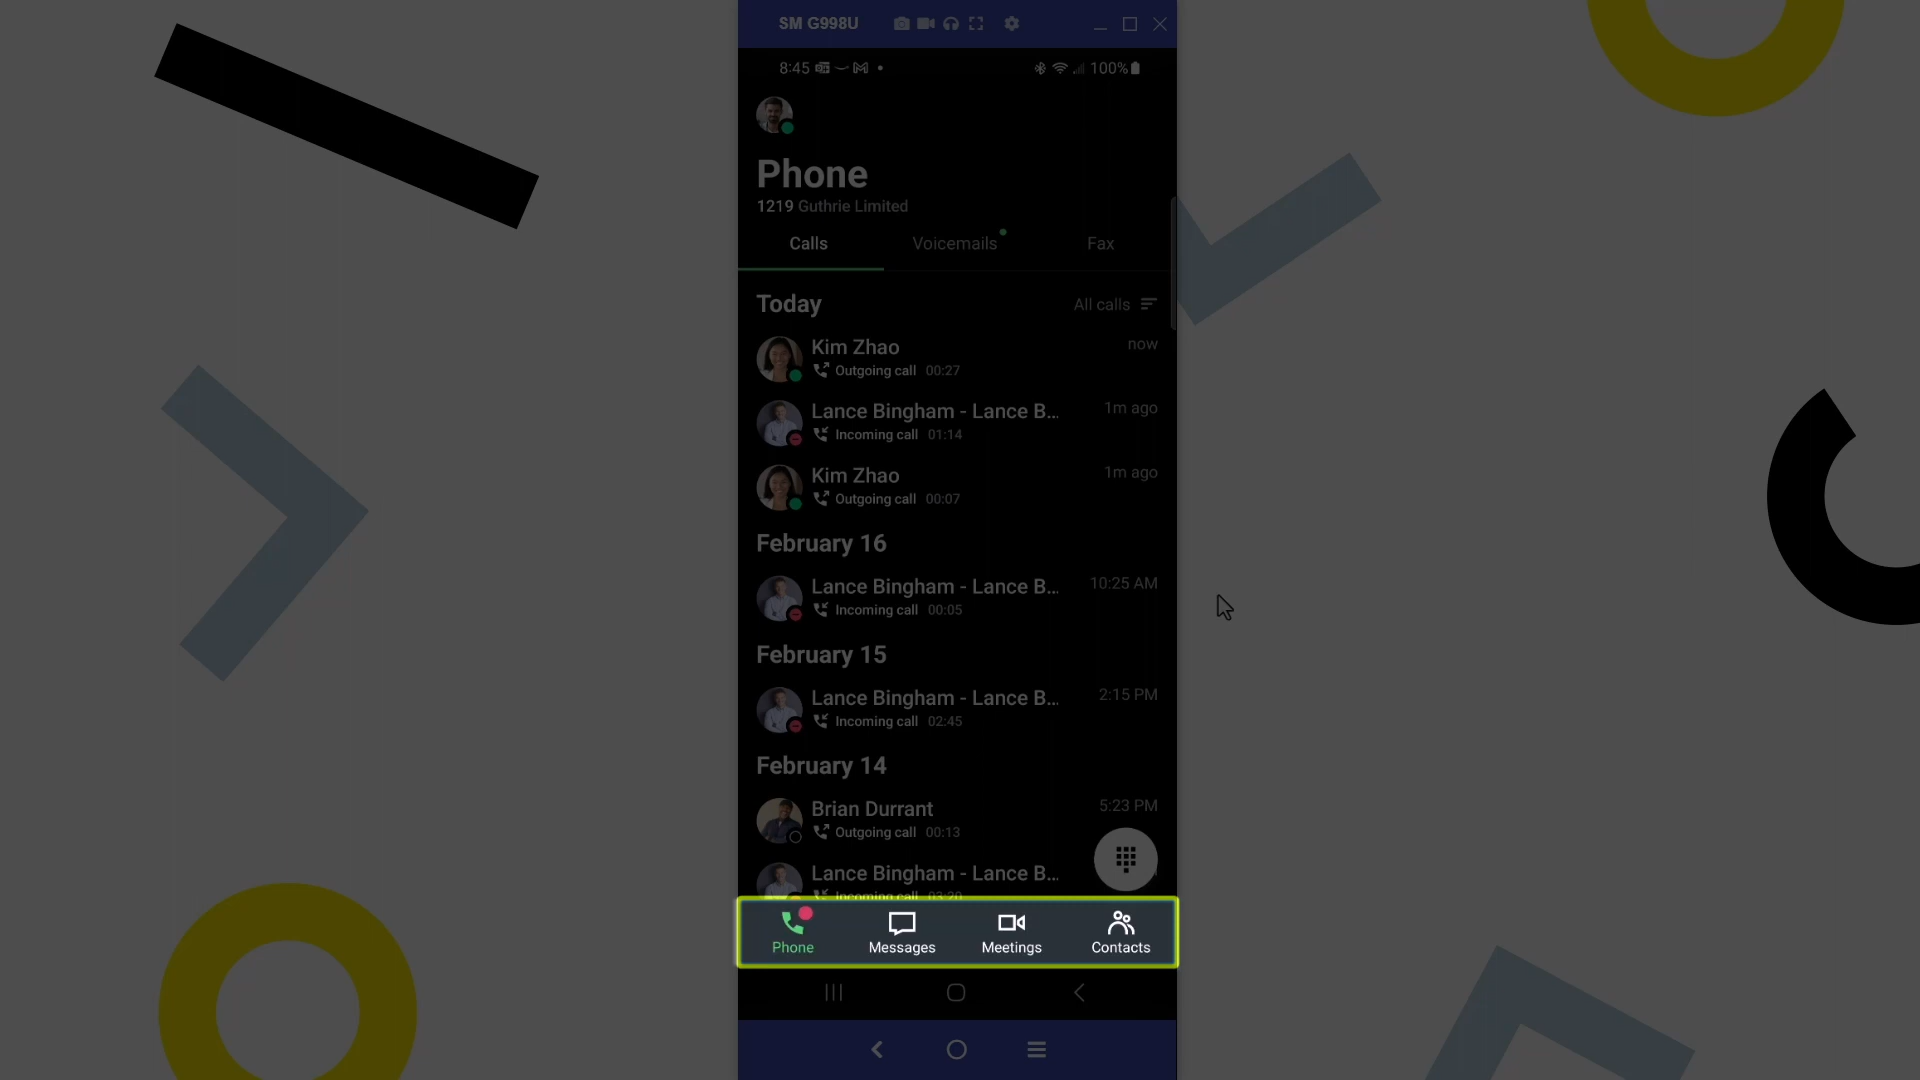 SM G998U
8:45
100%
Phone
1219 Guthrie Limited
Calls
Voicemails
Fax
Today
All calls
Kim Zhao
now
Outgoing call 00:27
Lance Bingham - Lance B...
1m ago
Incoming call 01:14
Kim Zhao
1m ago
Outgoing call 00:07
February 16
Lance Bingham - Lance B...
10:25 AM
Incoming call 00:05
February 15
Lance Bingham - Lance B...
2:15 PM
Incoming call 02:45
February 14
Brian Durrant
5:23 PM
Outgoing call 00:13
Lance Bingham - Lance B...
Incoming call 03:20
Phone
Messages
Meetings
Contacts